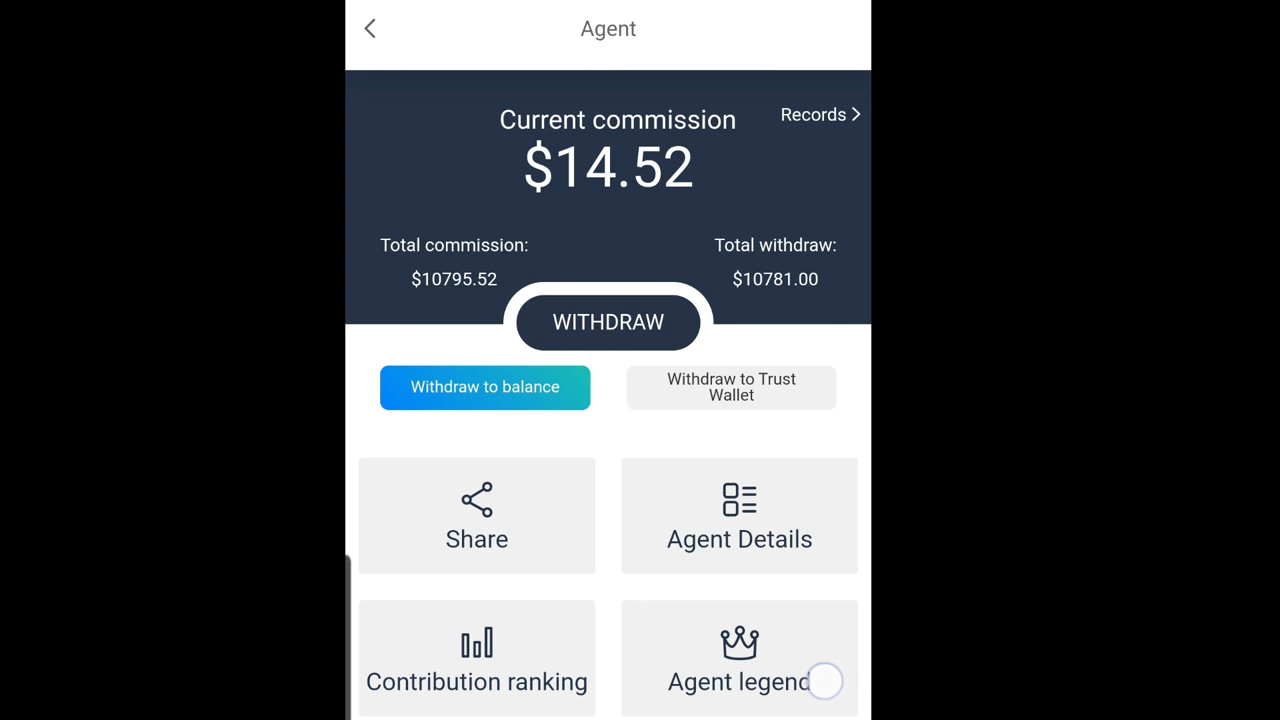 Agent
Current commission
Records
$14.52
Total commission:
Total withdraw:
$10795.52
$10781.00
WITHDRAW
Withdraw to balance
Withdraw to Trust
Wallet
Share
Agent Details
Contribution ranking
Agent legend